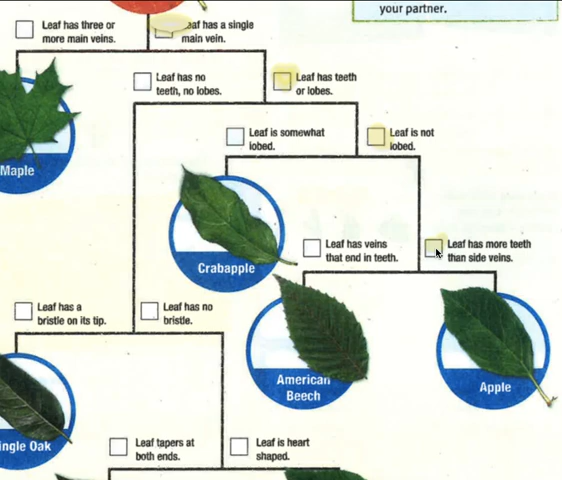 your partner.
Leaf has three or
more main veins.
eaf has a single
main vein.
Leaf has no
teeth, no lobes.
Leaf has teeth
or lobes.
Leaf is somewhat
lobed.
Leaf is not
lobed.
Maple
Crabapple
Leaf has veins
that end in teeth.
Leaf has more teeth
than side veins.
Leaf has a
bristle on its tip.
Leaf has no
bristle.
American
Beech
Apple
ingle Oak
Leaf tapers at
both ends.
Leaf is heart
shaped.